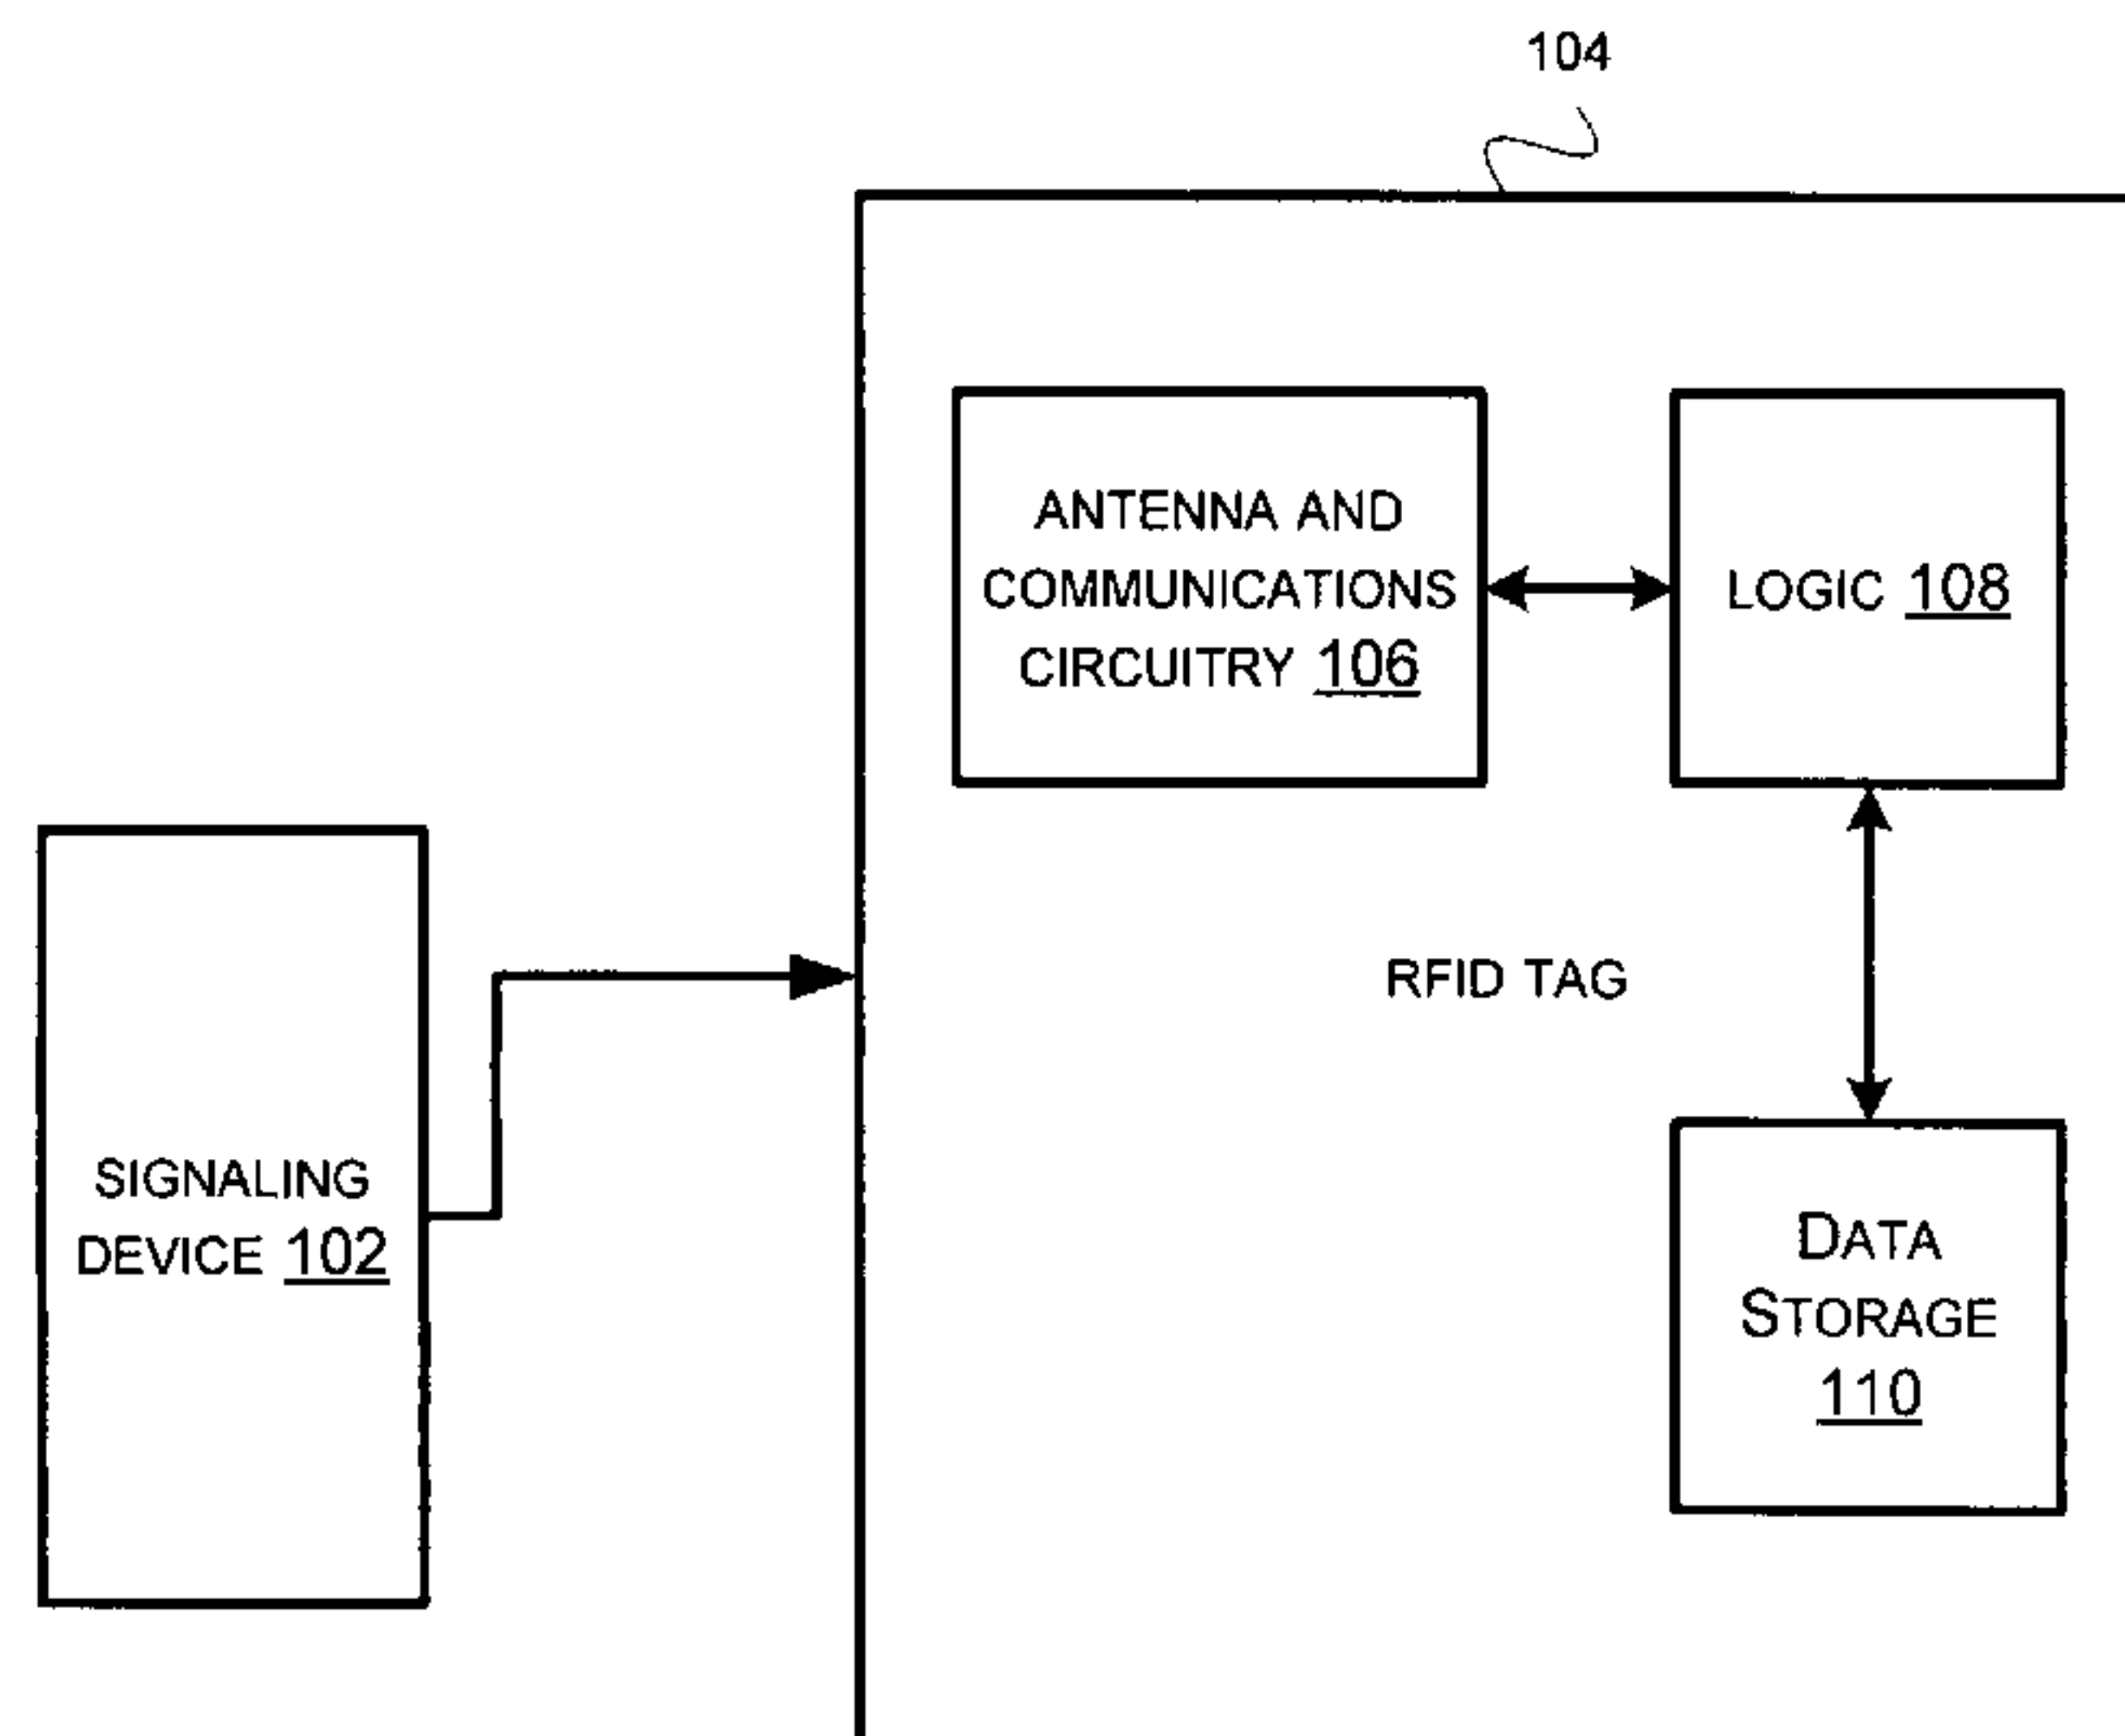 104
ANTENNA AND
COMMUNICATIONS
CIRCUITRY 106
LOGIC 108
RFID TAG
SIGNALING
DEVICE 102
DATA
STORAGE
110